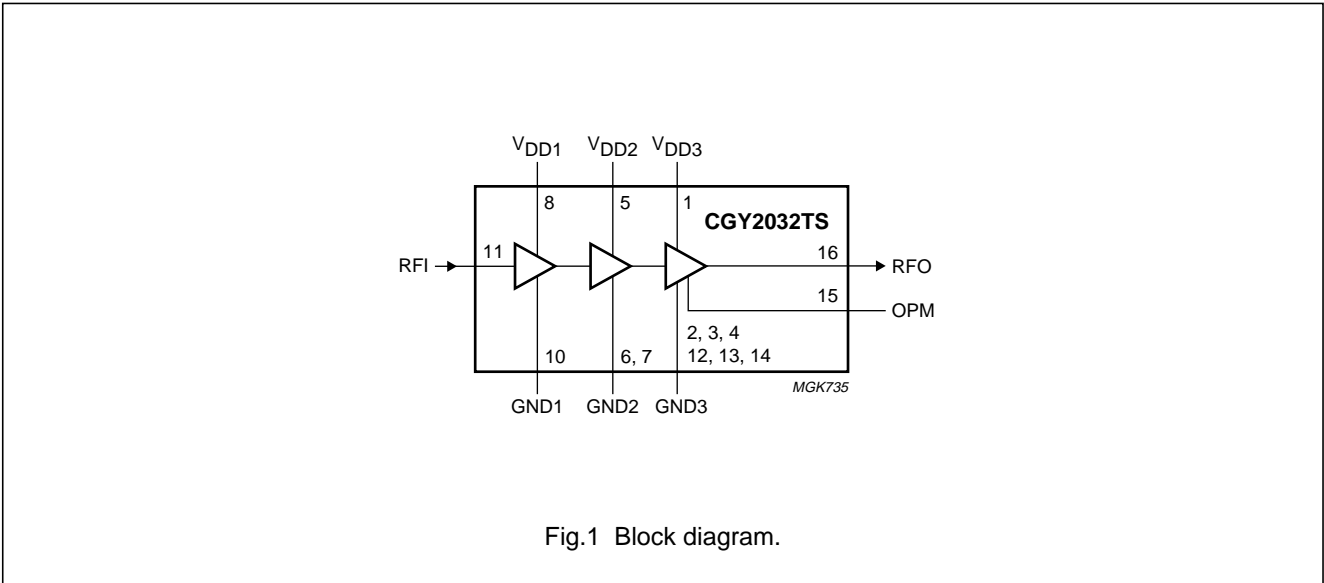 VDD1 VDD2 VDD3
8 5 1
CGY2032TS
RFI 11 16 RFO
15 OPM
2, 3, 4
10 6, 7 12, 13, 14
MGK735
GND1 GND2 GND3
Fig.1 Block diagram.